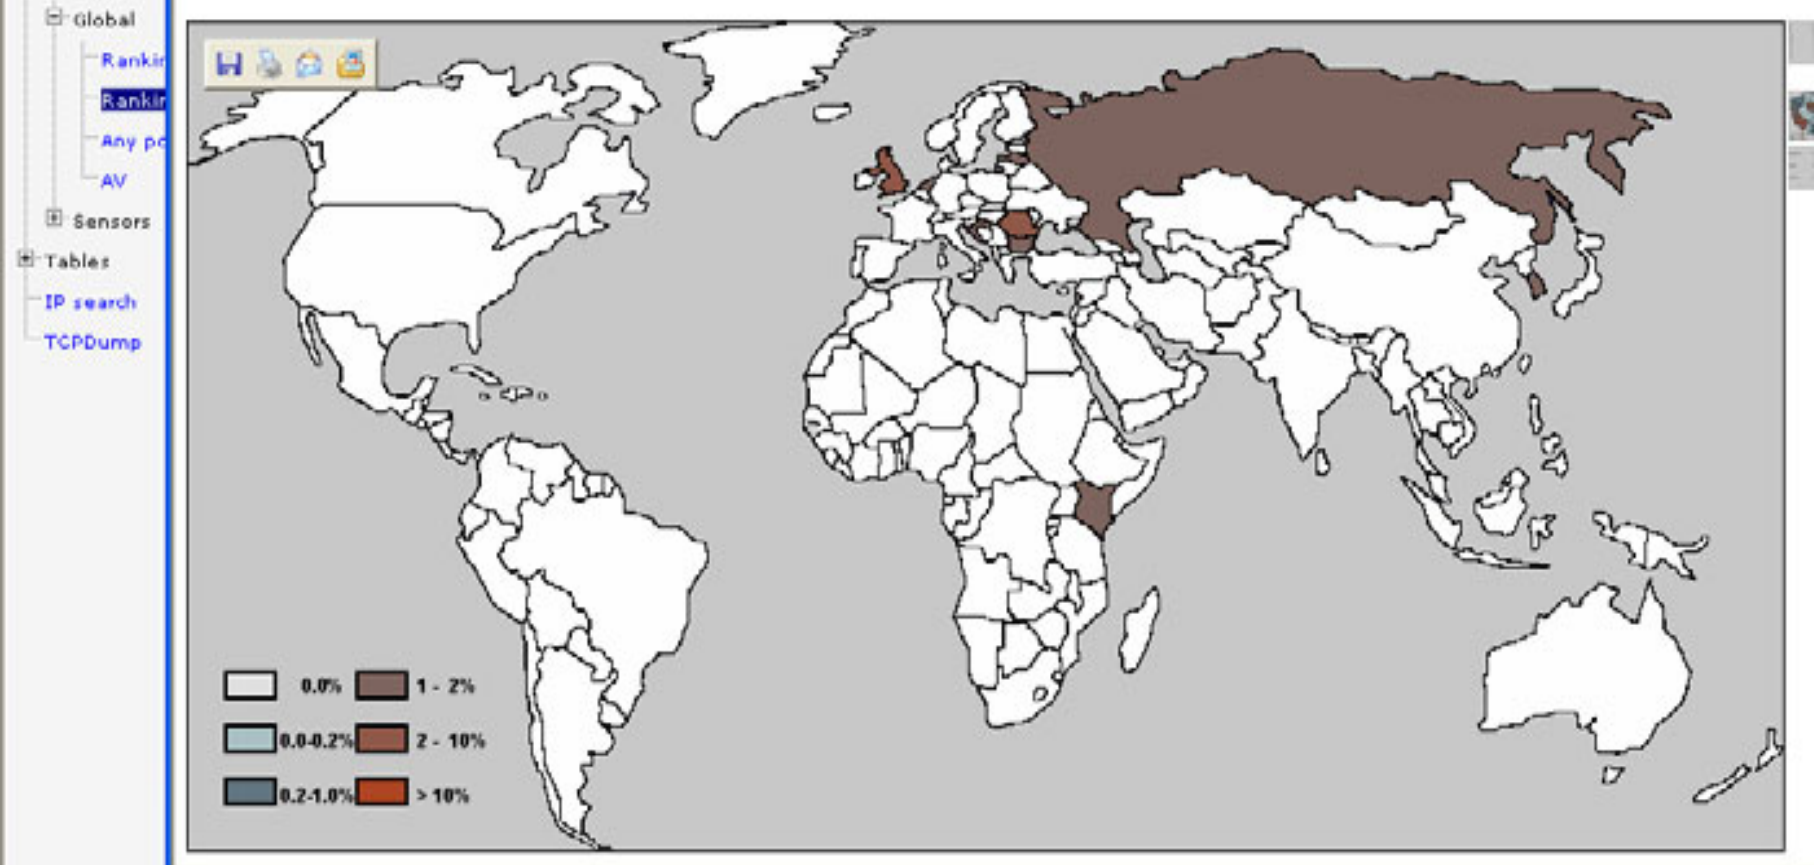 Global
Rankin
Rankin
Any po
AV
Sensors
Tables
IP search
TCPDump
0.0% 1 - 2%
0.0-0.2% 2 - 10%
0.2-1.0% > 10%